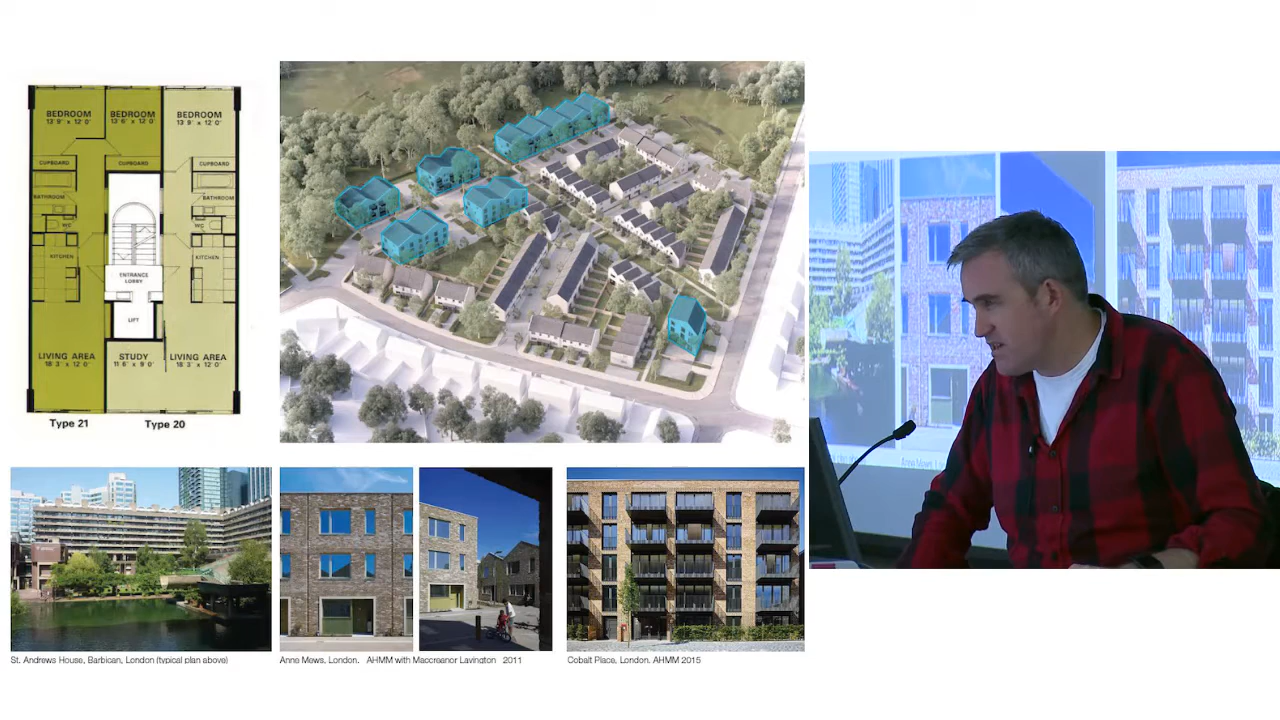 BEDROOM BEDROOM BEDROOM
13'9" x 12'0" 13'6" x 12'0" 13'9" x 12'0"
CUPBOARD CUPBOARD CUPBOARD
BATHROOM BATHROOM
WC WC
KITCHEN KITCHEN
ENTRANCE
LOBBY
LIFT
LIVING AREA STUDY LIVING AREA
18'3" x 12'0" 11'6" x 9'0" 18'3" x 12'0"
Type 21 Type 20
St. Andrews House, Barbican, London (typical plan above)
Anne Mews, London. AHMM with Maccreanor Lavington 2011
Cobalt Place, London. AHMM 2015
Anne Mews,